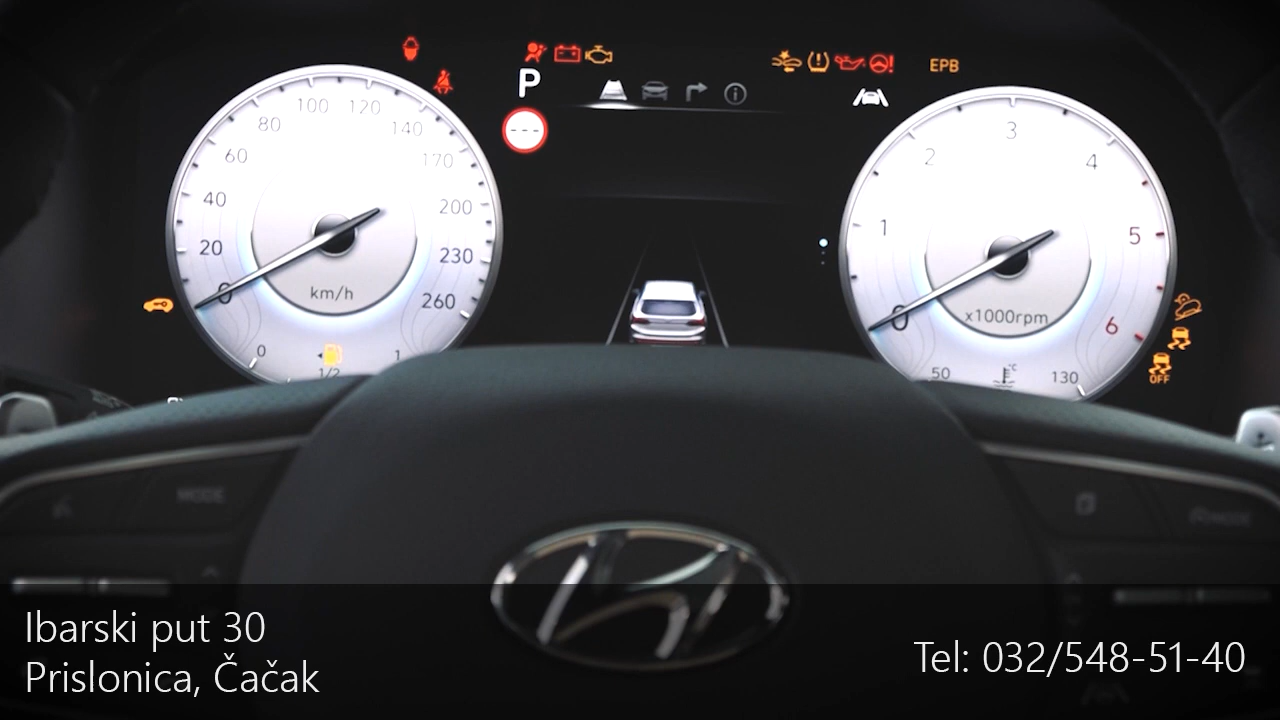 P
EPB
100
120
80
140
60
170
40
200
20
230
0
260
km/h
0
1/2
1
3
2
4
1
5
0
6
x1000rpm
50
°C
130
OFF
MODE
Ibarski put 30
Prislonica, Čačak
Tel: 032/548-51-40